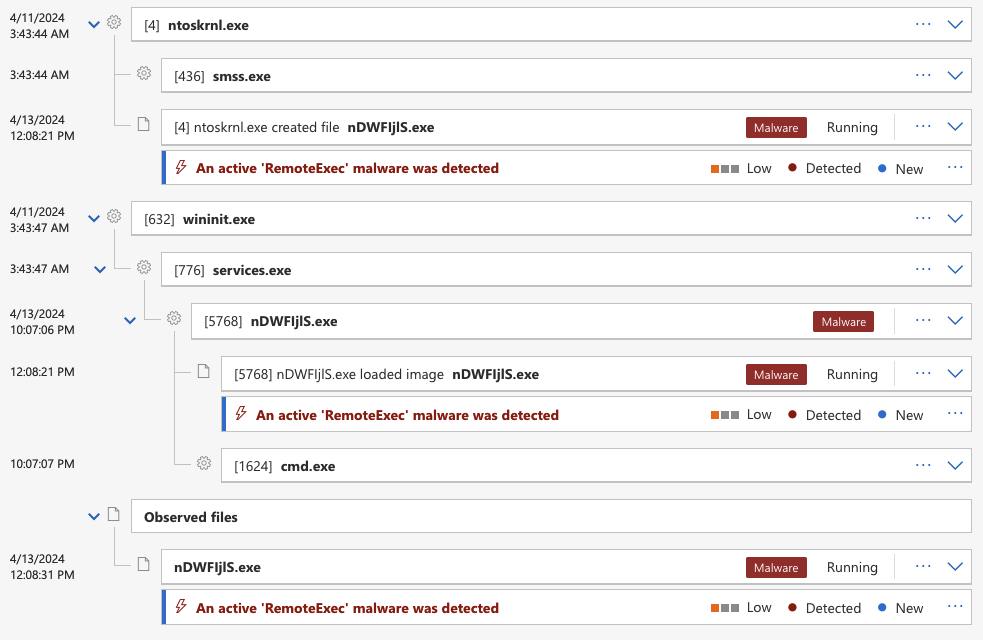 4/11/2024
3:43:44 AM
[4] ntoskrnl.exe ...
3:43:44 AM [436] smss.exe ...
4/13/2024
12:08:21 PM
[4] ntoskrnl.exe created file nDWFIjlS.exe Malware Running ...
An active 'RemoteExec' malware was detected Low Detected New ...
4/11/2024
3:43:47 AM
[632] wininit.exe ...
3:43:47 AM [776] services.exe ...
4/13/2024
10:07:06 PM
[5768] nDWFIjlS.exe Malware ...
12:08:21 PM [5768] nDWFIjlS.exe loaded image nDWFIjlS.exe Malware Running ...
An active 'RemoteExec' malware was detected Low Detected New ...
10:07:07 PM [1624] cmd.exe ...
Observed files
4/13/2024
12:08:31 PM
nDWFIjlS.exe Malware Running ...
An active 'RemoteExec' malware was detected Low Detected New ...